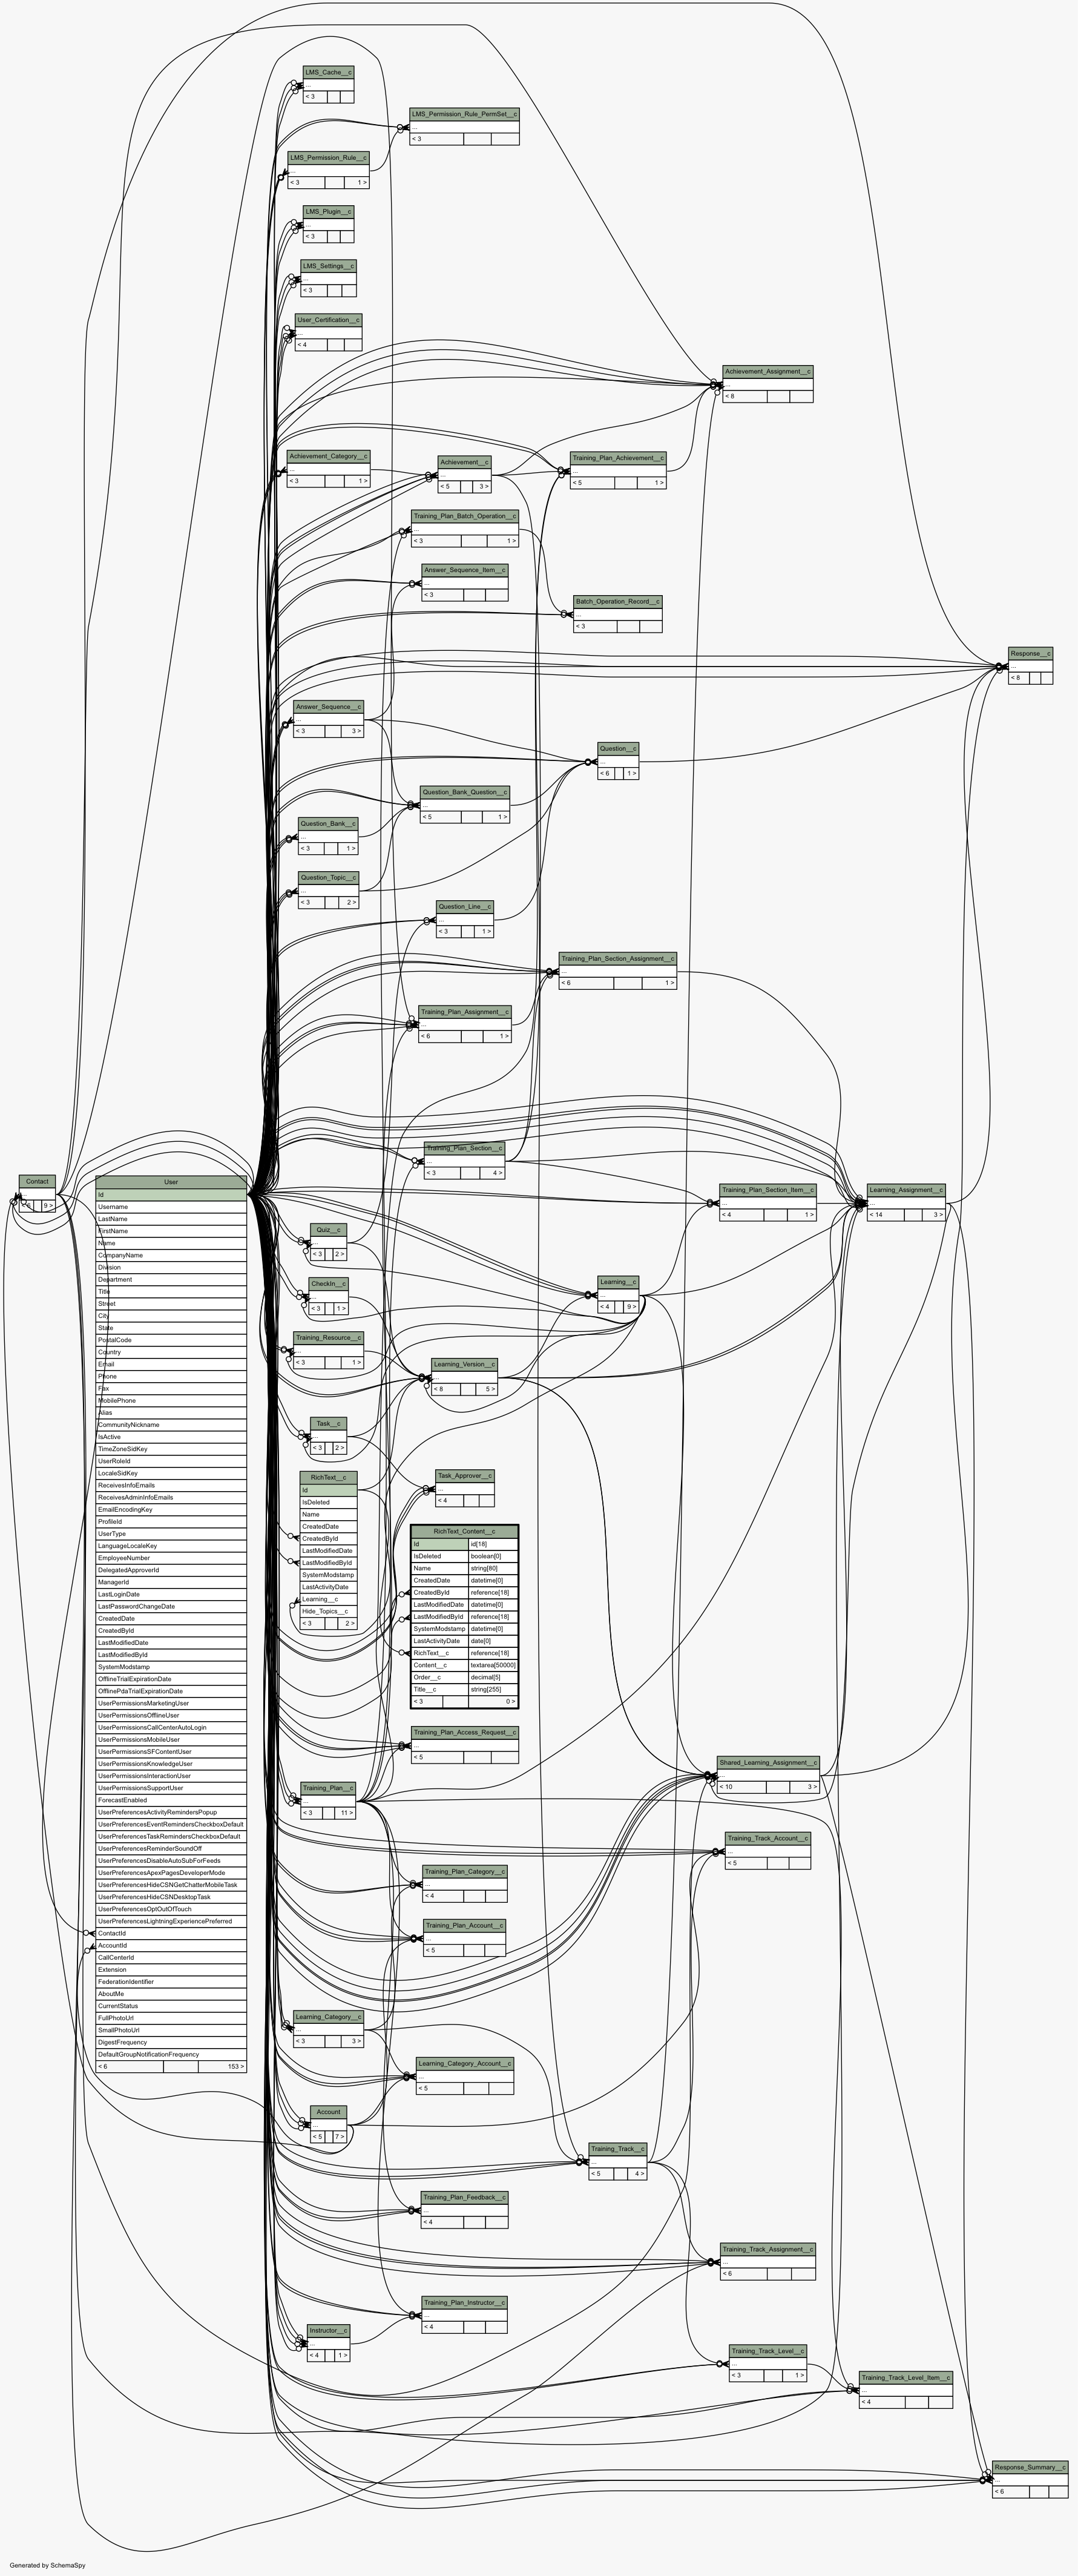 LMS_Cache__c
...
< 3
LMS_Permission_Rule_PermSet__c
...
< 3
LMS_Permission_Rule__c
...
< 3 1 >
LMS_Plugin__c
...
< 3
LMS_Settings__c
...
< 3
User_Certification__c
...
< 4
Achievement_Assignment__c
...
< 8
Achievement_Category__c
...
< 3 1 >
Achievement__c
...
< 5 3 >
Training_Plan_Achievement__c
...
< 5 1 >
Training_Plan_Batch_Operation__c
...
< 3 1 >
Answer_Sequence_Item__c
...
< 3
Batch_Operation_Record__c
...
< 3
Response__c
...
< 8
Answer_Sequence__c
...
< 3 3 >
Question__c
...
< 6 1 >
Question_Bank_Question__c
...
< 5 1 >
Question_Bank__c
...
< 3 1 >
Question_Topic__c
...
< 3 2 >
Question_Line__c
...
< 3 1 >
Training_Plan_Section_Assignment__c
...
< 6 1 >
Training_Plan_Assignment__c
...
< 6 1 >
Training_Plan_Section__c
...
< 3 4 >
Contact
9 >
Training_Plan_Section_Item__c
...
< 4 1 >
Learning_Assignment__c
...
< 14 3 >
User
Id
Username
LastName
FirstName
Name
CompanyName
Division
Department
Title
Street
City
State
PostalCode
Country
Email
Phone
Fax
MobilePhone
Alias
CommunityNickname
IsActive
TimeZoneSidKey
UserRoleId
LocaleSidKey
ReceivesInfoEmails
ReceivesAdminInfoEmails
EmailEncodingKey
ProfileId
UserType
LanguageLocaleKey
EmployeeNumber
DelegatedApproverId
ManagerId
LastLoginDate
LastPasswordChangeDate
CreatedDate
CreatedById
LastModifiedDate
LastModifiedById
SystemModstamp
OfflineTrialExpirationDate
OfflinePdaTrialExpirationDate
UserPermissionsMarketingUser
UserPermissionsOfflineUser
UserPermissionsCallCenterAutoLogin
UserPermissionsMobileUser
UserPermissionsSFContentUser
UserPermissionsKnowledgeUser
UserPermissionsInteractionUser
UserPermissionsSupportUser
ForecastEnabled
UserPreferencesActivityRemindersPopup
UserPreferencesEventRemindersCheckboxDefault
UserPreferencesTaskRemindersCheckboxDefault
UserPreferencesReminderSoundOff
UserPreferencesDisableAutoSubForFeeds
UserPreferencesApexPagesDeveloperMode
UserPreferencesHideCSNGetChatterMobileTask
UserPreferencesHideCSNDesktopTask
UserPreferencesOptOutOfTouch
UserPreferencesLightningExperiencePreferred
ContactId
AccountId
CallCenterId
Extension
FederationIdentifier
AboutMe
CurrentStatus
FullPhotoUrl
SmallPhotoUrl
DigestFrequency
DefaultGroupNotificationFrequency
< 6 153 >
Quiz__c
...
< 3 2 >
CheckIn__c
...
< 3 1 >
Learning__c
...
< 4 9 >
Training_Resource__c
...
< 3 1 >
Learning_Version__c
...
< 8 5 >
Task__c
...
< 3 2 >
Task_Approver__c
...
< 4
RichText__c
Id
IsDeleted
Name
CreatedDate
CreatedById
LastModifiedDate
LastModifiedById
SystemModstamp
LastActivityDate
Learning__c
Hide_Topics__c
< 3 2 >
RichText_Content__c
Id id[18]
IsDeleted boolean[0]
Name string[80]
CreatedDate datetime[0]
CreatedById reference[18]
LastModifiedDate datetime[0]
LastModifiedById reference[18]
SystemModstamp datetime[0]
LastActivityDate date[0]
RichText__c reference[18]
Content__c textarea[50000]
Order__c decimal[5]
Title__c string[255]
< 3 0 >
Training_Plan_Access_Request__c
...
< 5
Shared_Learning_Assignment__c
...
< 10 3 >
Training_Plan__c
...
< 3 11 >
Training_Track_Account__c
...
< 5
Training_Plan_Category__c
...
< 4
Training_Plan_Account__c
...
< 5
Learning_Category__c
...
< 3 3 >
Learning_Category_Account__c
...
< 5
Account
...
< 5 7 >
Training_Track__c
...
< 5 4 >
Training_Plan_Feedback__c
...
< 4
Training_Track_Assignment__c
...
< 6
Training_Plan_Instructor__c
...
< 4
Instructor__c
...
< 4 1 >
Training_Track_Level__c
...
< 3 1 >
Training_Track_Level_Item__c
...
< 4
Response_Summary__c
...
< 6
Generated by SchemaSpy